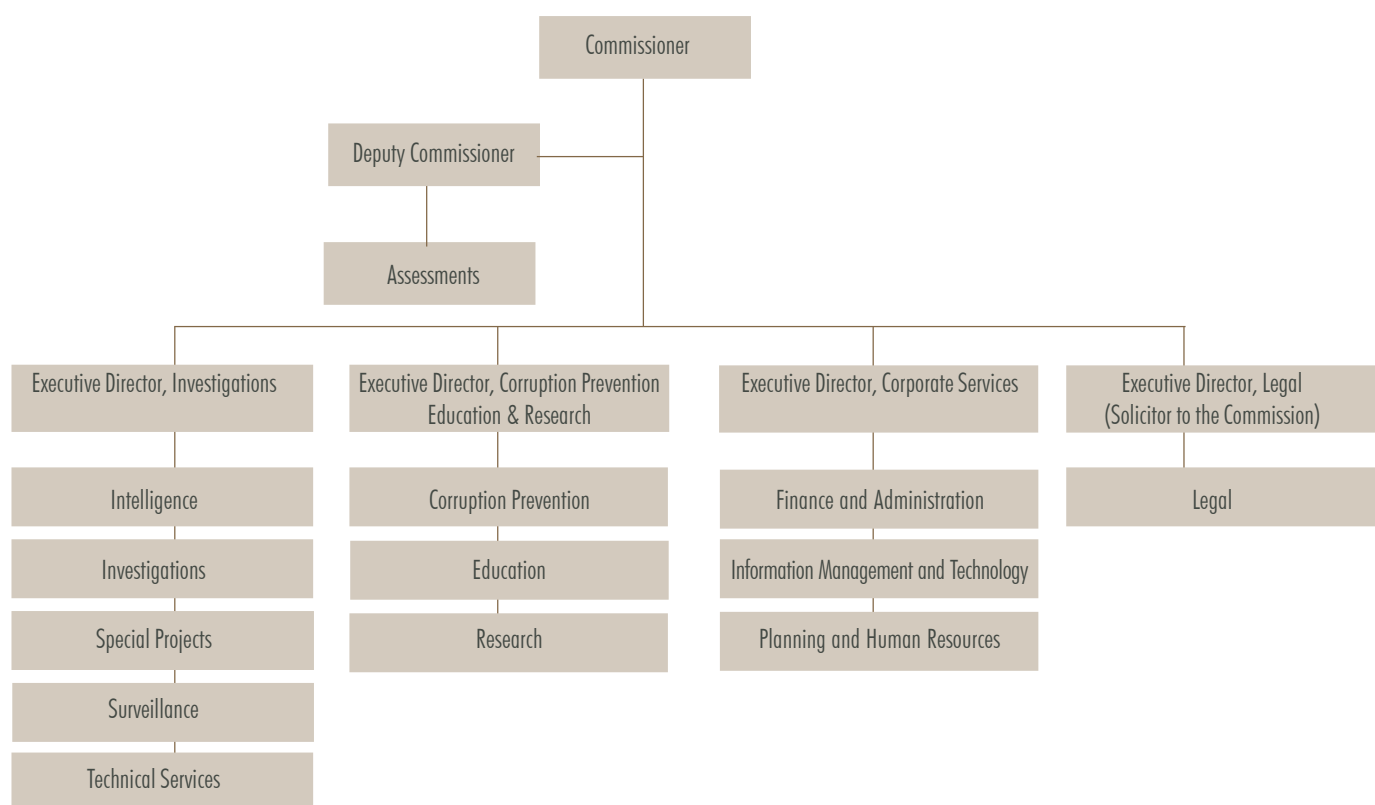 Commissioner
Deputy Commissioner
Assessments
Executive Director, Investigations
Intelligence
Investigations
Special Projects
Surveillance
Technical Services
Executive Director, Corruption Prevention
Education & Research
Corruption Prevention
Education
Research
Executive Director, Corporate Services
Finance and Administration
Information Management and Technology
Planning and Human Resources
Executive Director, Legal
(Solicitor to the Commission)
Legal